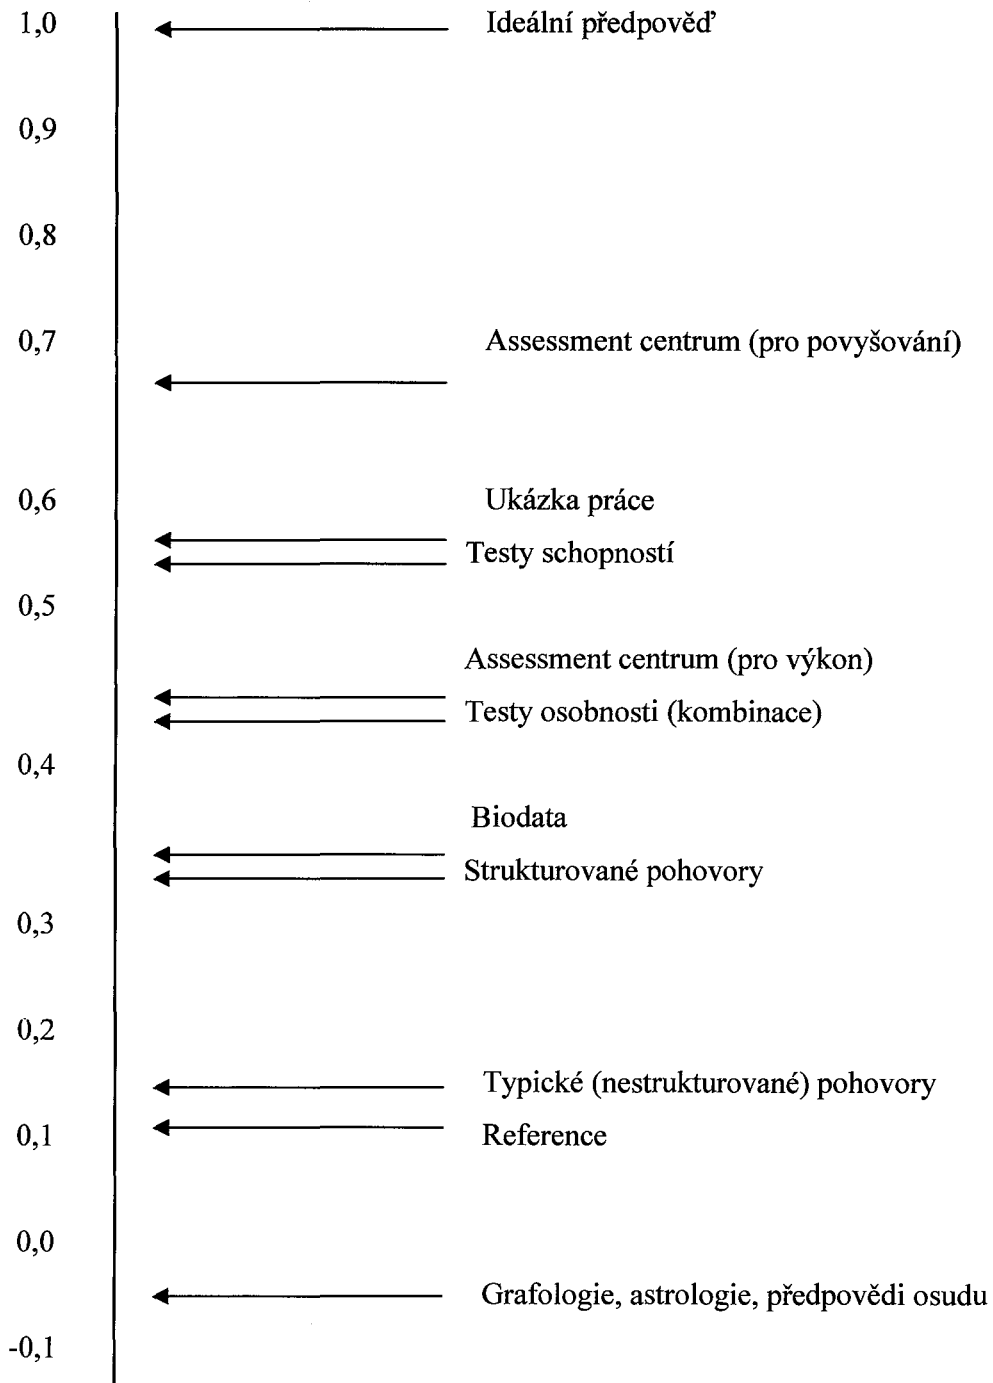 1,0 Ideální předpověď
0,9
0,8
0,7 Assessment centrum (pro povyšování)
0,6 Ukázka práce
Testy schopností
0,5
Assessment centrum (pro výkon)
Testy osobnosti (kombinace)
0,4
Biodata
Strukturované pohovory
0,3
0,2
Typické (nestrukturované) pohovory
0,1 Reference
0,0
Grafologie, astrologie, předpovědi osudu
-0,1